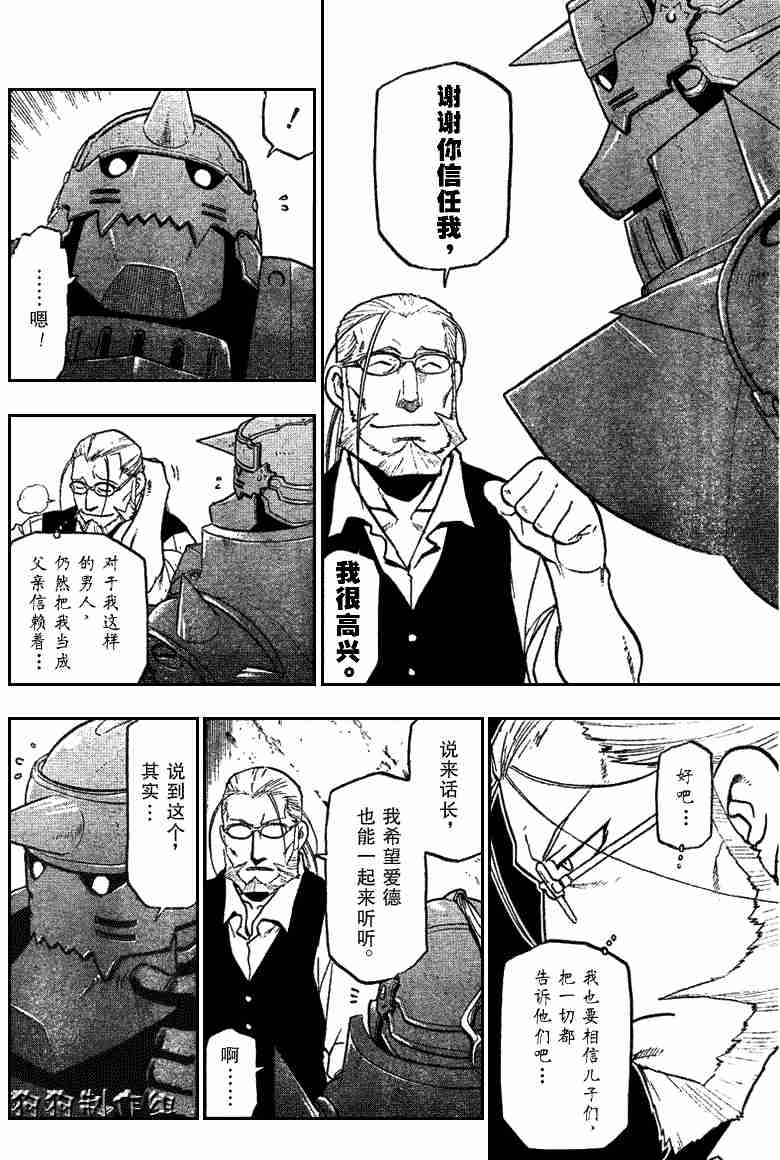 谢谢你信任我，
我很高兴。
！
……嗯！
对于我这样
的男人，
仍然把我当成
父亲信赖着…
好吧…
我也要相信儿子们，
把一切都
告诉他们吧…
说来话长，
我希望爱德
也能一起来听听。
啊……
说到这个，
其实…
狗狗制作组